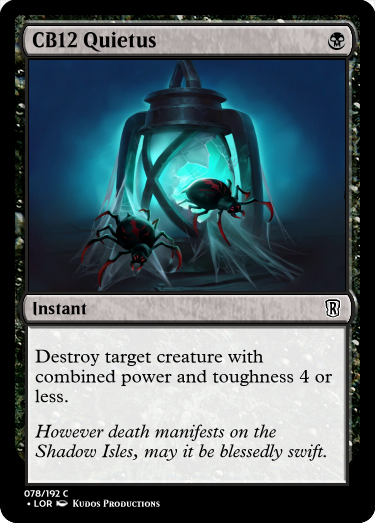 CB12 Quietus
Instant
R
Destroy target creature with
combined power and toughness 4 or
less.
However death manifests on the
Shadow Isles, may it be blessedly swift.
078/192 C
• LOR Kudos Productions